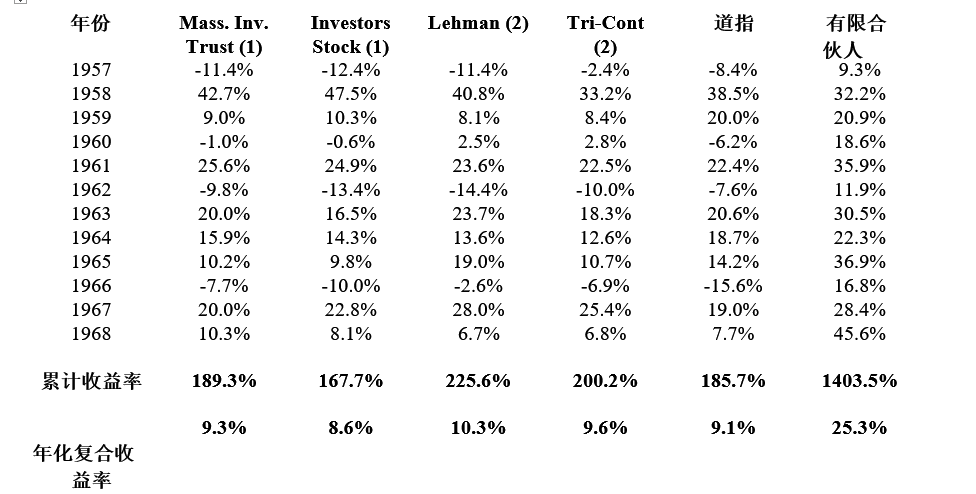 年份 Mass. Inv. Investors Lehman (2) Tri-Cont 道指 有限合
Trust (1) Stock (1) (2) 伙人
1957 -11.4% -12.4% -11.4% -2.4% -8.4% 9.3%
1958 42.7% 47.5% 40.8% 33.2% 38.5% 32.2%
1959 9.0% 10.3% 8.1% 8.4% 20.0% 20.9%
1960 -1.0% -0.6% 2.5% 2.8% -6.2% 18.6%
1961 25.6% 24.9% 23.6% 22.5% 22.4% 35.9%
1962 -9.8% -13.4% -14.4% -10.0% -7.6% 11.9%
1963 20.0% 16.5% 23.7% 18.3% 20.6% 30.5%
1964 15.9% 14.3% 13.6% 12.6% 18.7% 22.3%
1965 10.2% 9.8% 19.0% 10.7% 14.2% 36.9%
1966 -7.7% -10.0% -2.6% -6.9% -15.6% 16.8%
1967 20.0% 22.8% 28.0% 25.4% 19.0% 28.4%
1968 10.3% 8.1% 6.7% 6.8% 7.7% 45.6%
累计收益率 189.3% 167.7% 225.6% 200.2% 185.7% 1403.5%
9.3% 8.6% 10.3% 9.6% 9.1% 25.3%
年化复合收
益率